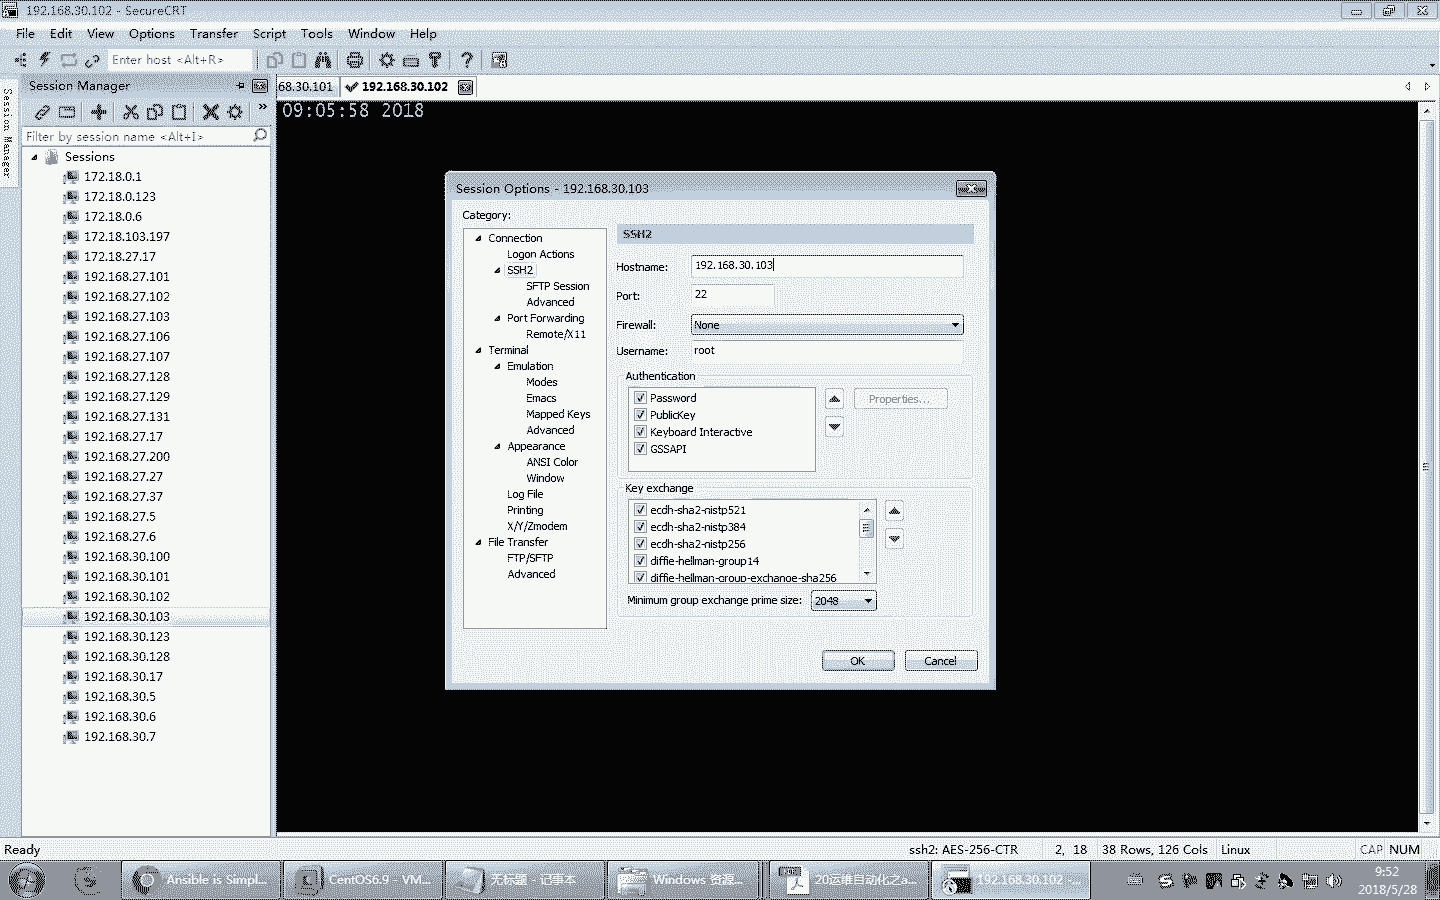 192.168.30.102 - SecureCRT
File Edit View Options Transfer Script Tools Window Help
Enter host <Alt+R>
Session Manager
68.30.101
192.168.30.102
Session Manager
Filter by session name <Alt+I>
09:05:58 2018
Sessions
172.18.0.1
172.18.0.123
172.18.0.6
172.18.103.197
172.18.27.17
192.168.27.101
192.168.27.102
192.168.27.103
192.168.27.106
192.168.27.107
192.168.27.128
192.168.27.129
192.168.27.131
192.168.27.17
192.168.27.200
192.168.27.27
192.168.27.37
192.168.27.5
192.168.27.6
192.168.30.100
192.168.30.101
192.168.30.102
192.168.30.103
192.168.30.123
192.168.30.128
192.168.30.17
192.168.30.5
192.168.30.6
192.168.30.7
Session Options - 192.168.30.103
Category:
Connection
Logon Actions
SSH2
SFTP Session
Advanced
Port Forwarding
Remote/X11
Terminal
Emulation
Modes
Emacs
Mapped Keys
Advanced
Appearance
ANSI Color
Window
Log File
Printing
X/Y/Zmodem
File Transfer
FTP/SFTP
Advanced
SSH2
Hostname: 192.168.30.103
Port: 22
Firewall: None
Username: root
Authentication
Password
PublicKey
Keyboard Interactive
GSSAPI
Properties...
Key exchange
ecdh-sha2-nistp521
ecdh-sha2-nistp384
ecdh-sha2-nistp256
diffie-hellman-group14
diffie-hellman-group-exchange-sha256
Minimum group exchange prime size: 2048
OK Cancel
Ready
ssh2: AES-256-CTR 2, 18 38 Rows, 126 Cols Linux CAP NUM
Ansible is Simpl...
CentOS6.9 - VM...
无标题 - 记事本
Windows 资源...
20运维自动化之a...
192.168.30.102 -...
9:52
2018/5/28